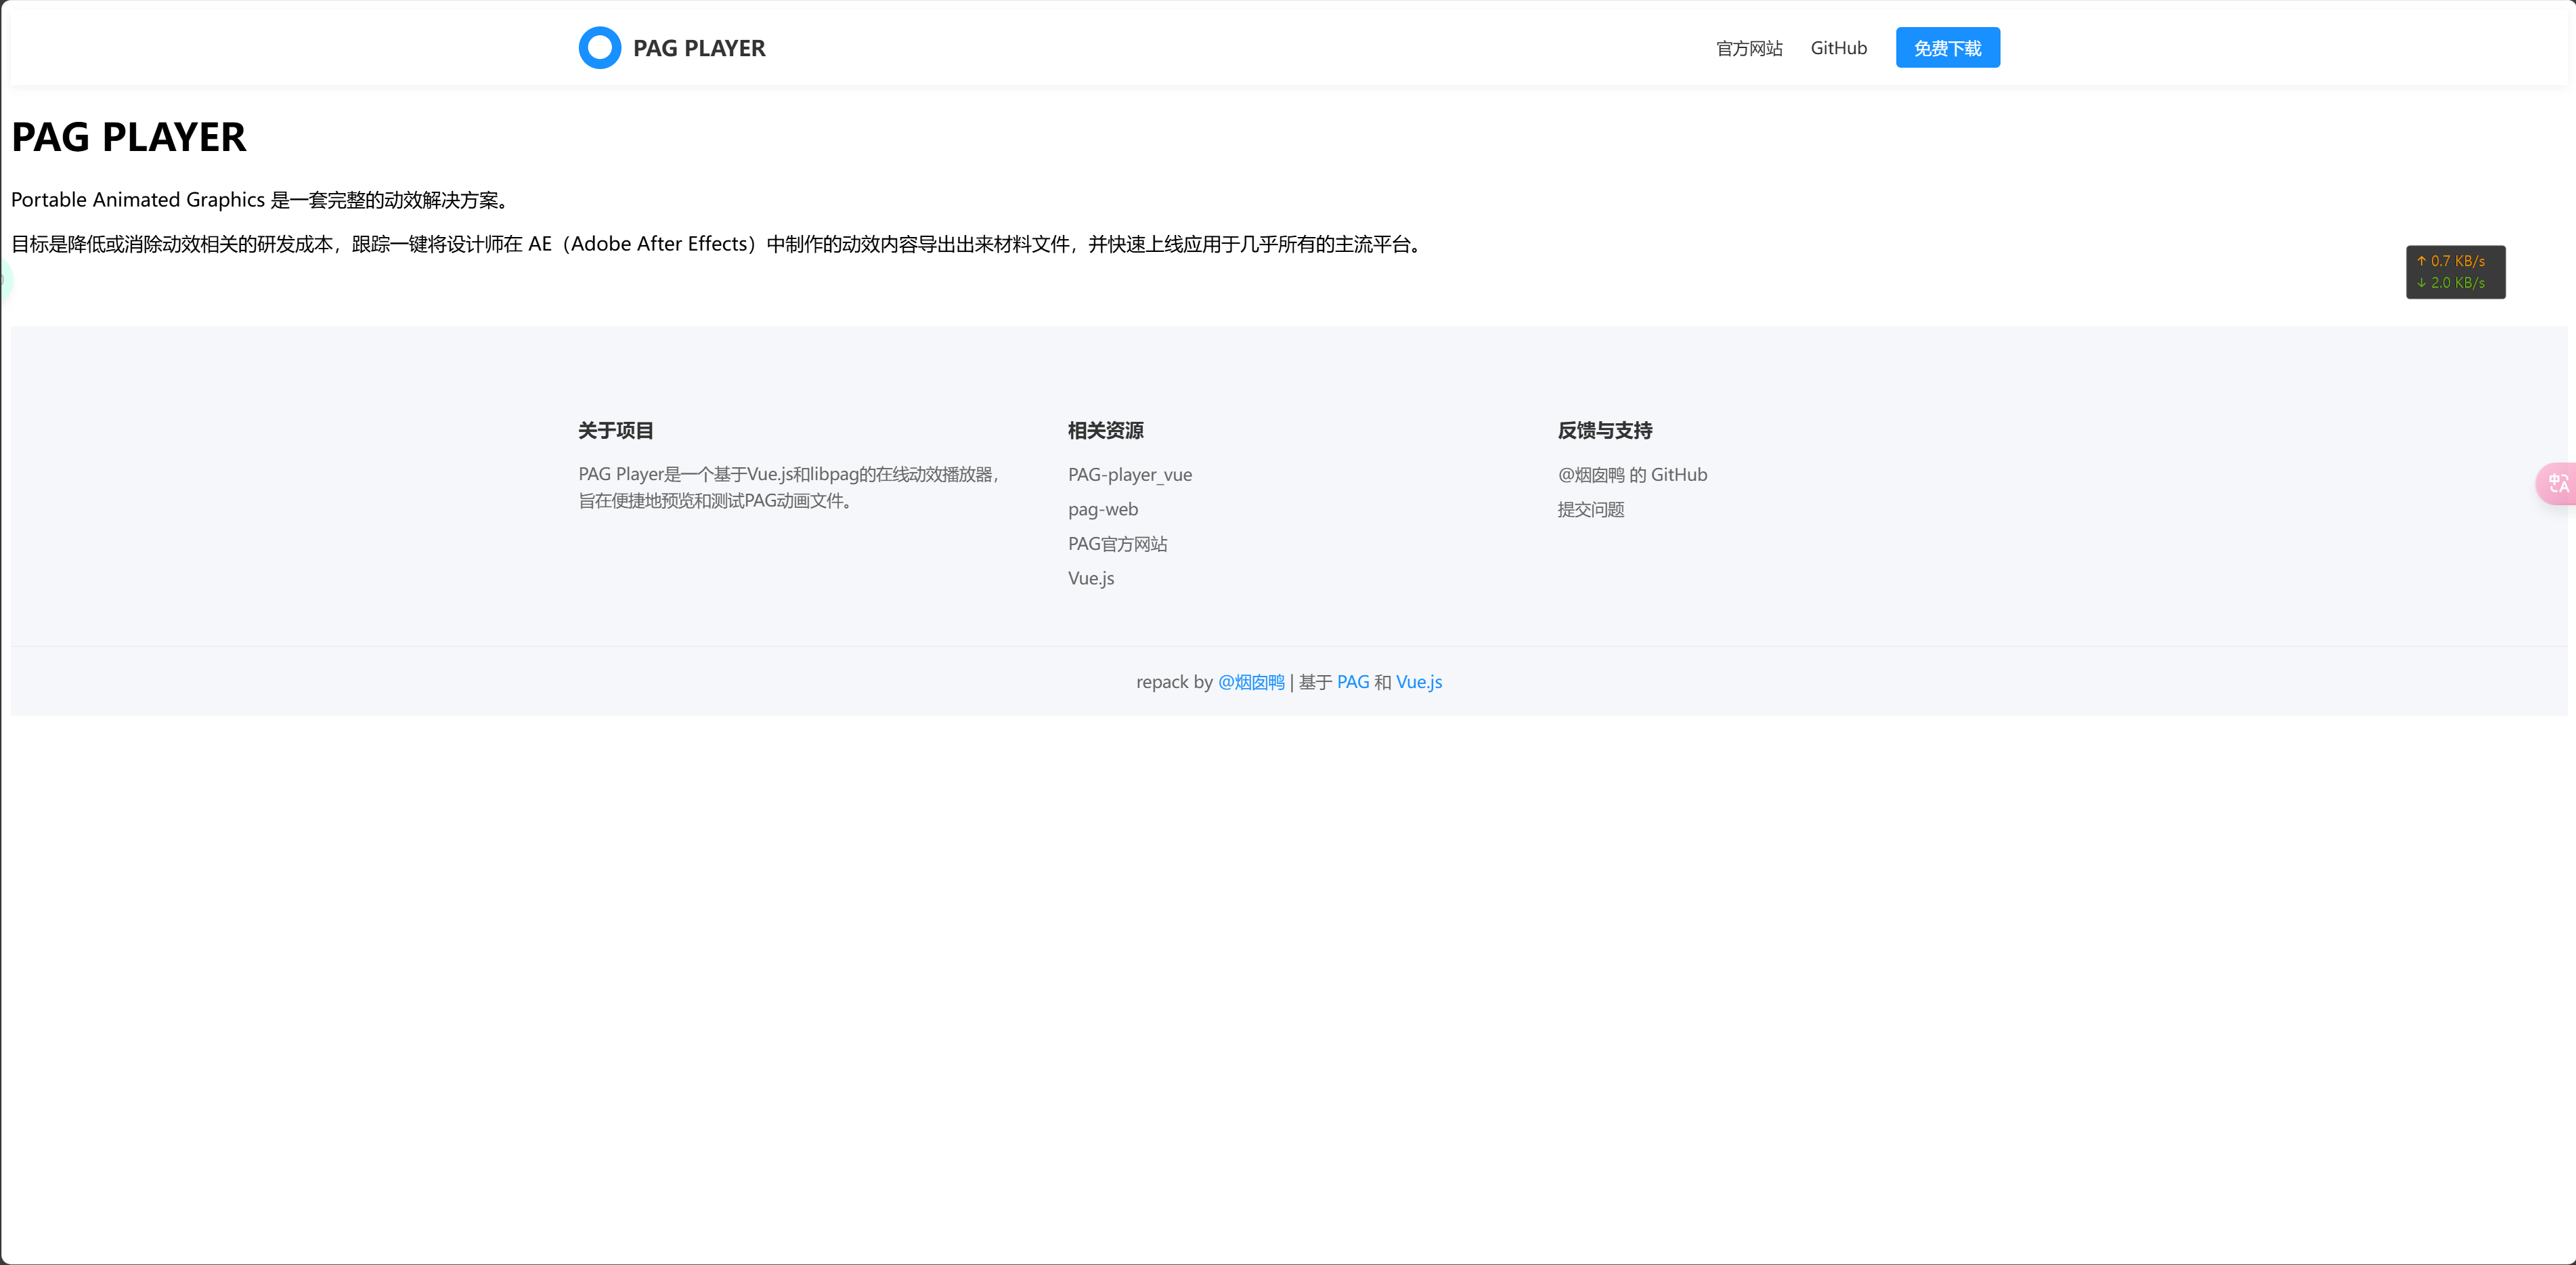 PAG PLAYER
官方网站
GitHub
免费下载
PAG PLAYER
Portable Animated Graphics 是一套完整的动效解决方案。
目标是降低或消除动效相关的研发成本，跟踪一键将设计师在 AE（Adobe After Effects）中制作的动效内容导出出来材料文件，并快速上线应用于几乎所有的主流平台。
↑ 0.7 KB/s
↓ 2.0 KB/s
关于项目
PAG Player是一个基于Vue.js和libpag的在线动效播放器，
旨在便捷地预览和测试PAG动画文件。
相关资源
PAG-player_vue
pag-web
PAG官方网站
Vue.js
反馈与支持
@烟囱鸭 的 GitHub
提交问题
repack by @烟囱鸭 | 基于 PAG 和 Vue.js